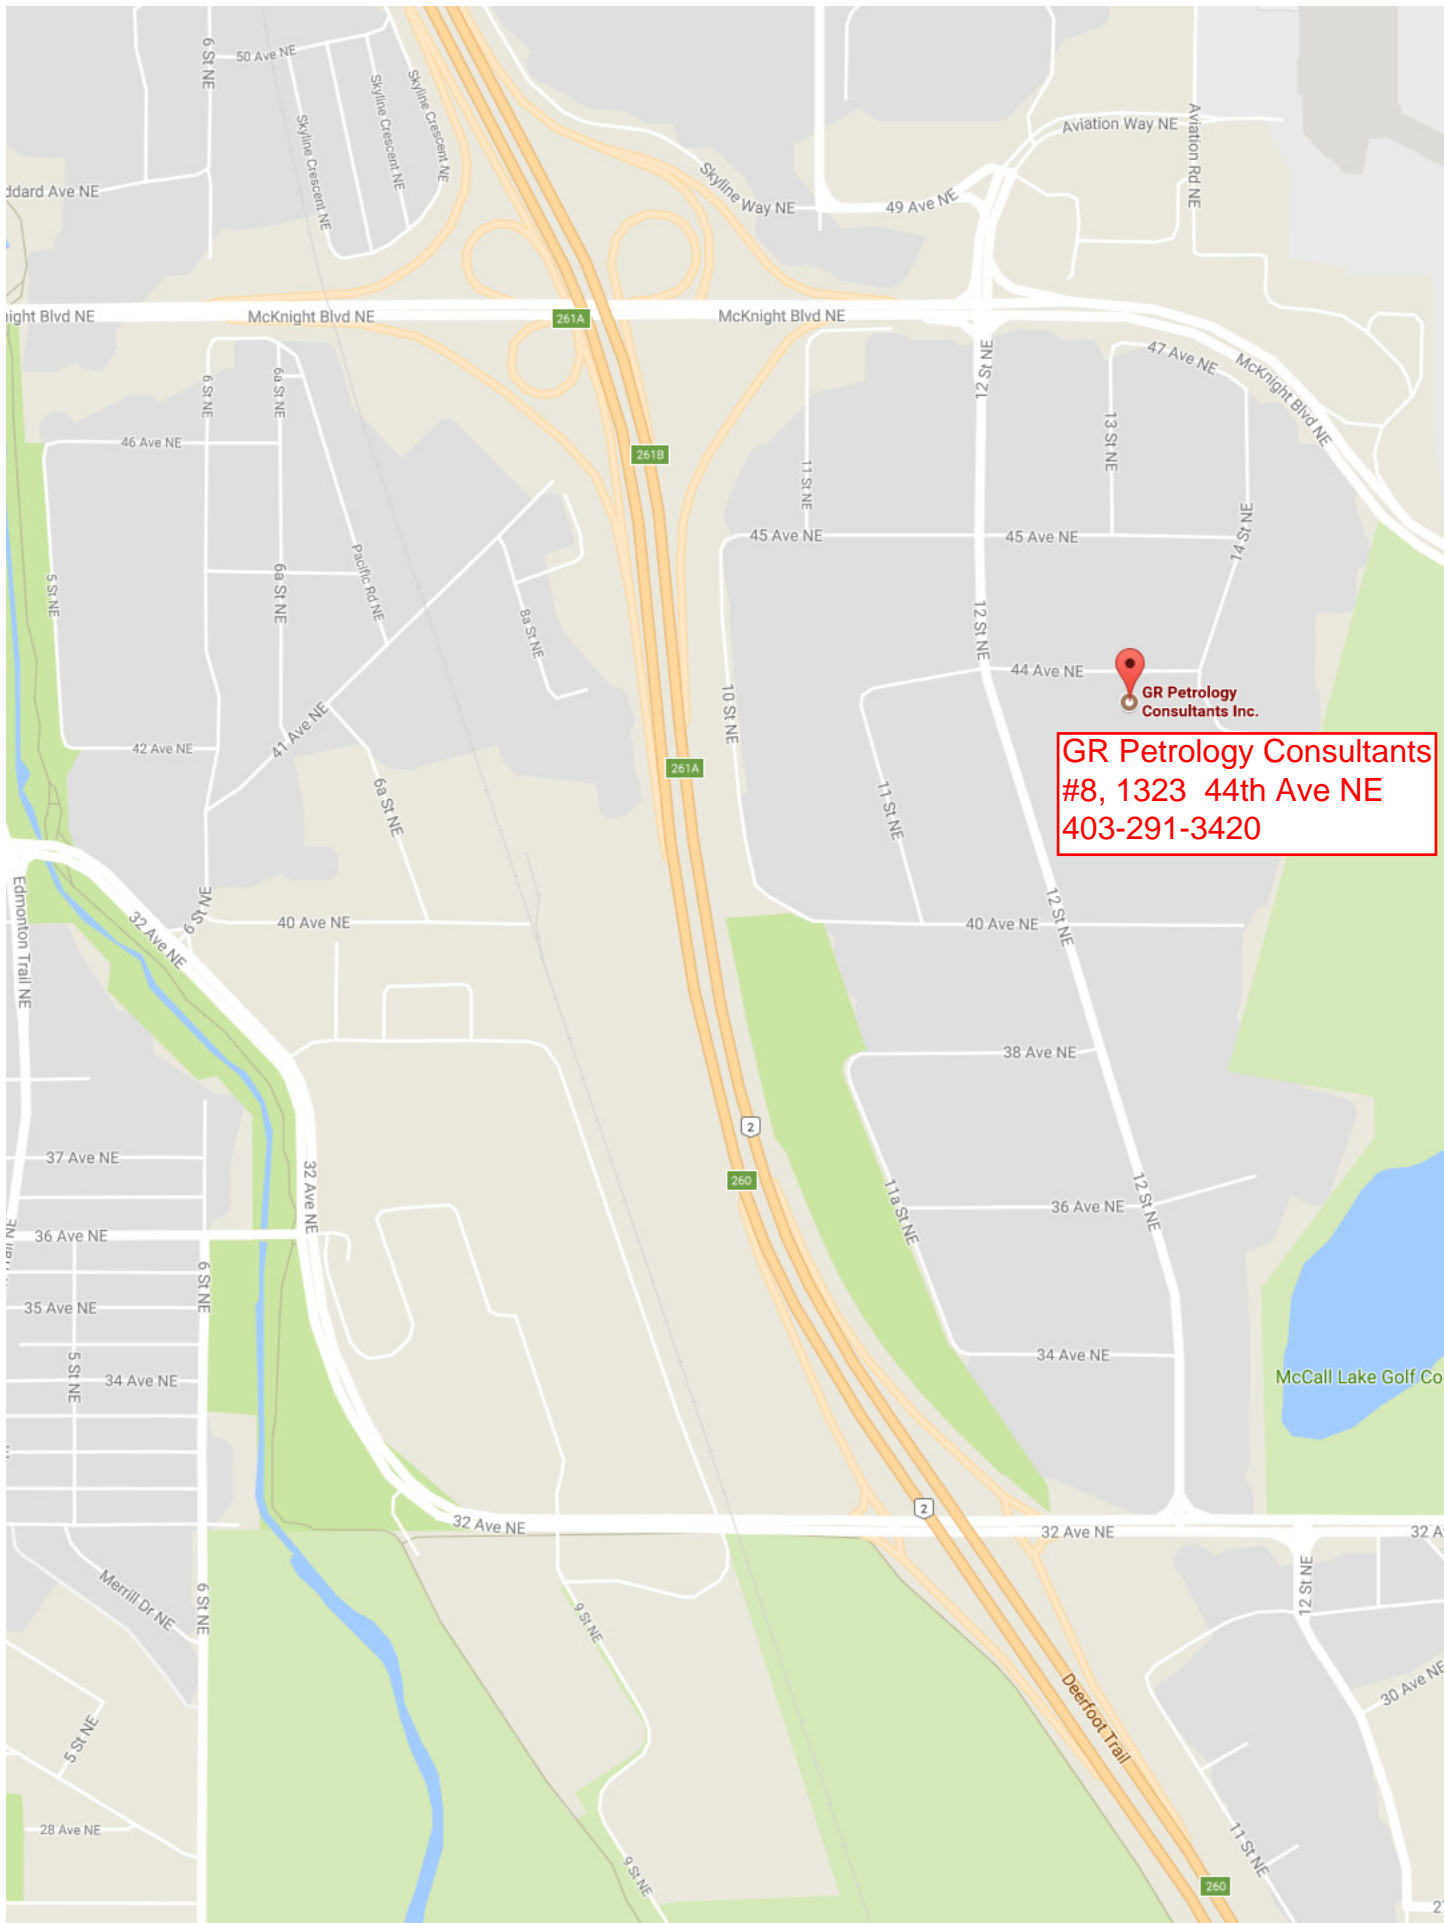 6 St NE
50 Ave NE
Skyline Crescent NE
Skyline Crescent NE
Skyline Crescent NE
Aviation Way NE
Aviation Rd NE
ddard Ave NE
Skyline Way NE
49 Ave NE
ight Blvd NE
McKnight Blvd NE
261A
McKnight Blvd NE
12 St NE
47 Ave NE
McKnight Blvd NE
6 St NE
6a St NE
46 Ave NE
261B
11 St NE
13 St NE
45 Ave NE
45 Ave NE
14 St NE
5 St NE
6a St NE
Pacific Rd NE
8a St NE
12 St NE
44 Ave NE
GR Petrology
Consultants Inc.
10 St NE
42 Ave NE
41 Ave NE
261A
GR Petrology Consultants
#8, 1323 44th Ave NE
403-291-3420
6a St NE
11 St NE
Edmonton Trail NE
32 Ave NE
6 St NE
40 Ave NE
40 Ave NE
12 St NE
38 Ave NE
2
37 Ave NE
32 Ave NE
260
11a St NE
36 Ave NE
12 St NE
36 Ave NE
6 St NE
35 Ave NE
5 St NE
34 Ave NE
34 Ave NE
McCall Lake Golf Co
2
32 Ave NE
32 Ave NE
32 A
Merrill Dr NE
6 St NE
9 St NE
12 St NE
30 Ave NE
5 St NE
Deerfoot Trail
28 Ave NE
11 St NE
9 St NE
260
2